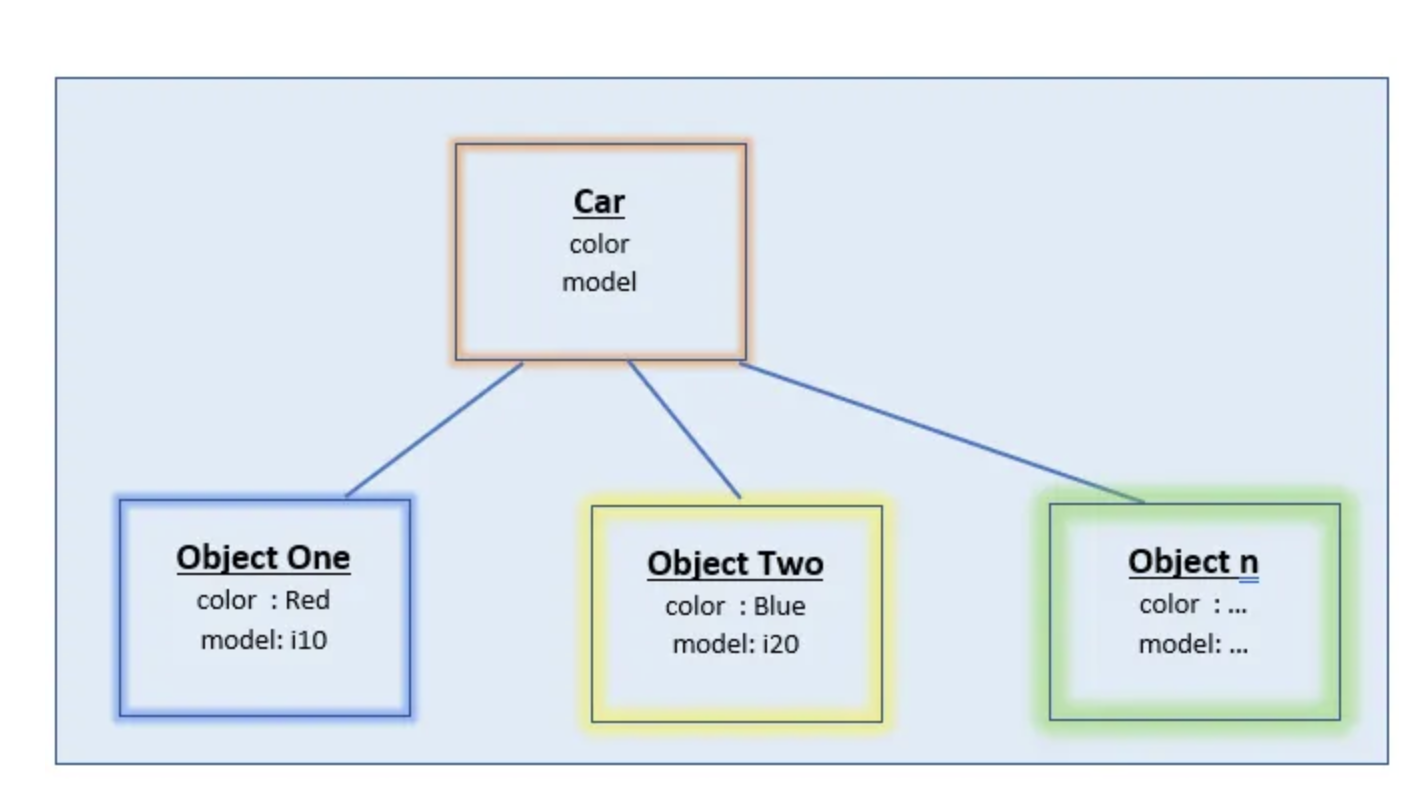 Car
color
model
Object One
color : Red
model: i10
Object Two
color : Blue
model: i20
Object n
color : ...
model: ...